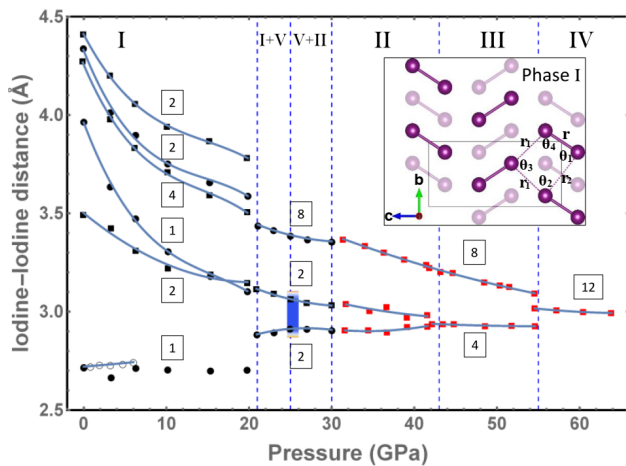 I
I+V
V+II
II
III
IV
Iodine–Iodine distance (Å)
4.5
4.0
3.5
3.0
2.5
2
2
4
1
2
1
8
2
2
8
4
12
Phase I
r₁
r
θ₄
θ₃
θ₁
r₁
θ₂
r₂
b
c
0
10
20
30
40
50
60
Pressure (GPa)